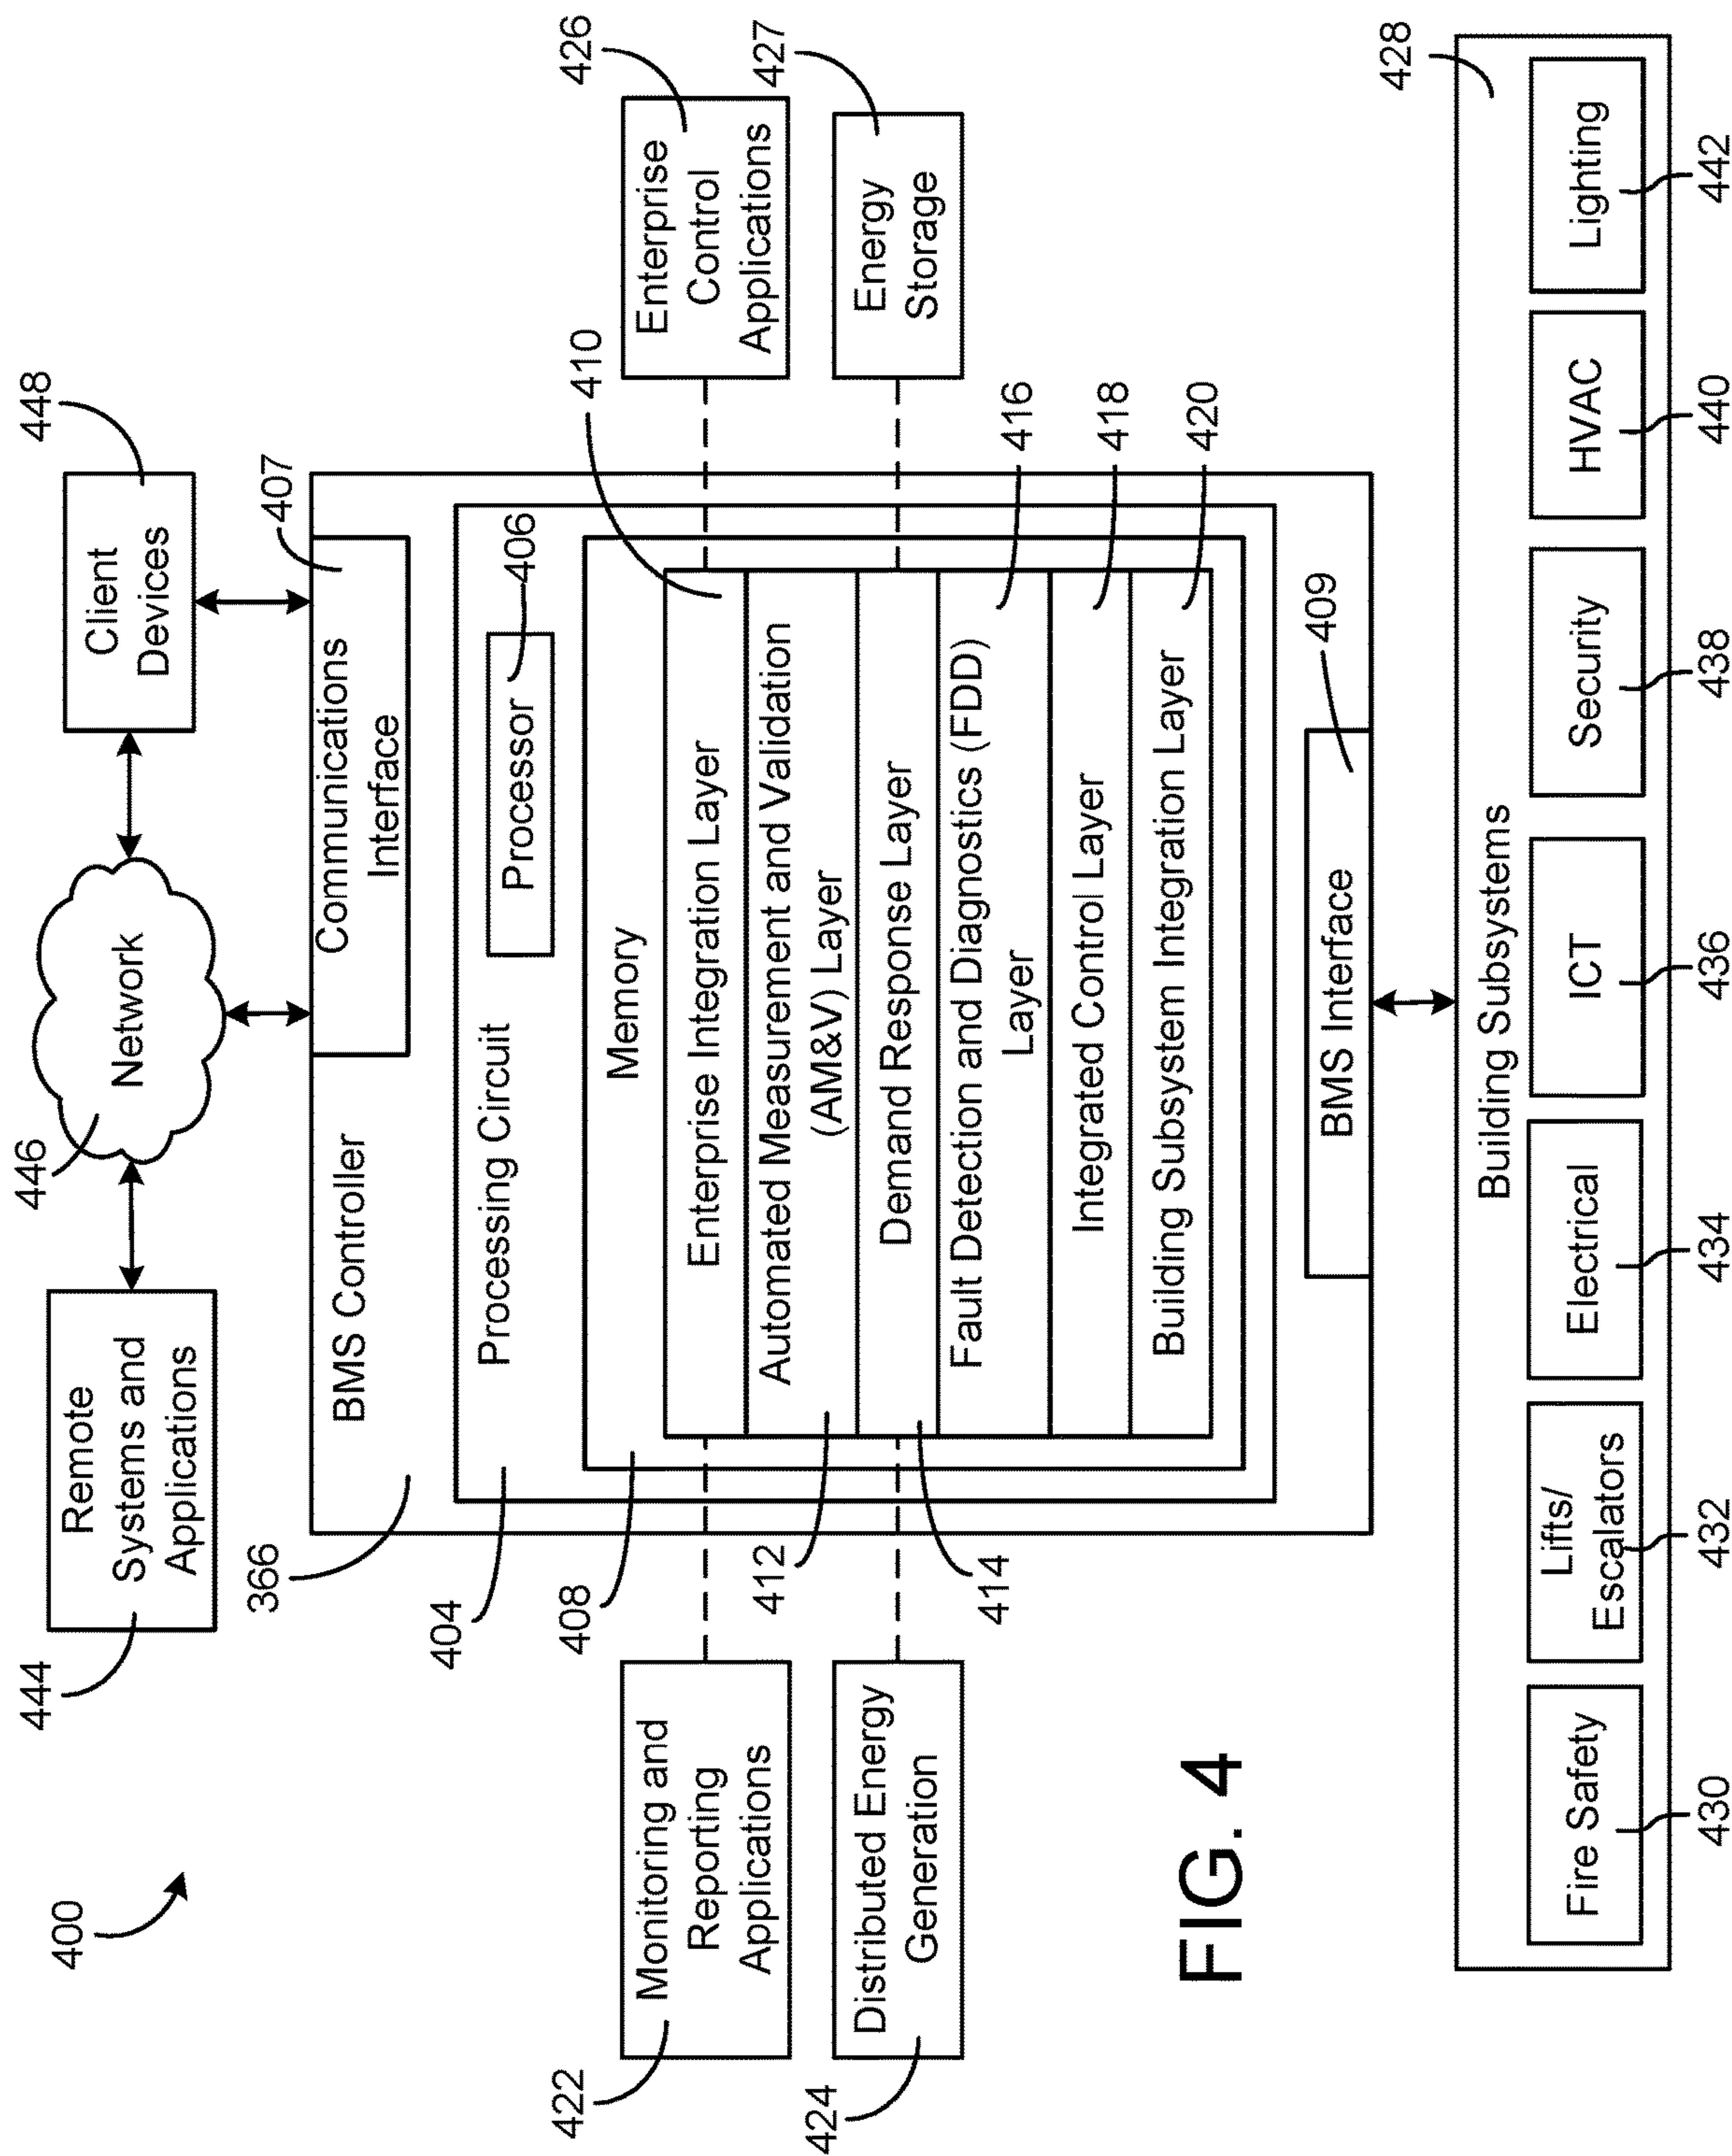 400
444
Remote
Systems and
Applications
446
Network
448
Client
Devices
366
BMS Controller
Communications
Interface
407
404
Processing Circuit
Processor
406
408
Memory
410
Enterprise Integration Layer
Automated Measurement and Validation
(AM&V) Layer
412
Demand Response Layer
414
Fault Detection and Diagnostics (FDD)
Layer
416
Integrated Control Layer
418
Building Subsystem Integration Layer
420
422
Monitoring and
Reporting
Applications
424
Distributed Energy
Generation
426
Enterprise
Control
Applications
427
Energy
Storage
BMS Interface
409
FIG. 4
Building Subsystems
428
Fire Safety
Lifts/
Escalators
Electrical
ICT
Security
HVAC
Lighting
430
432
434
436
438
440
442